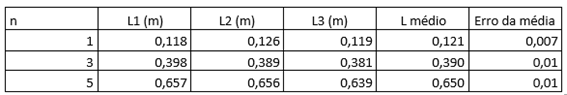 n L1 (m) L2 (m) L3 (m) L médio Erro da média
1 0,118 0,126 0,119 0,121 0,007
3 0,398 0,389 0,381 0,390 0,01
5 0,657 0,656 0,639 0,650 0,01